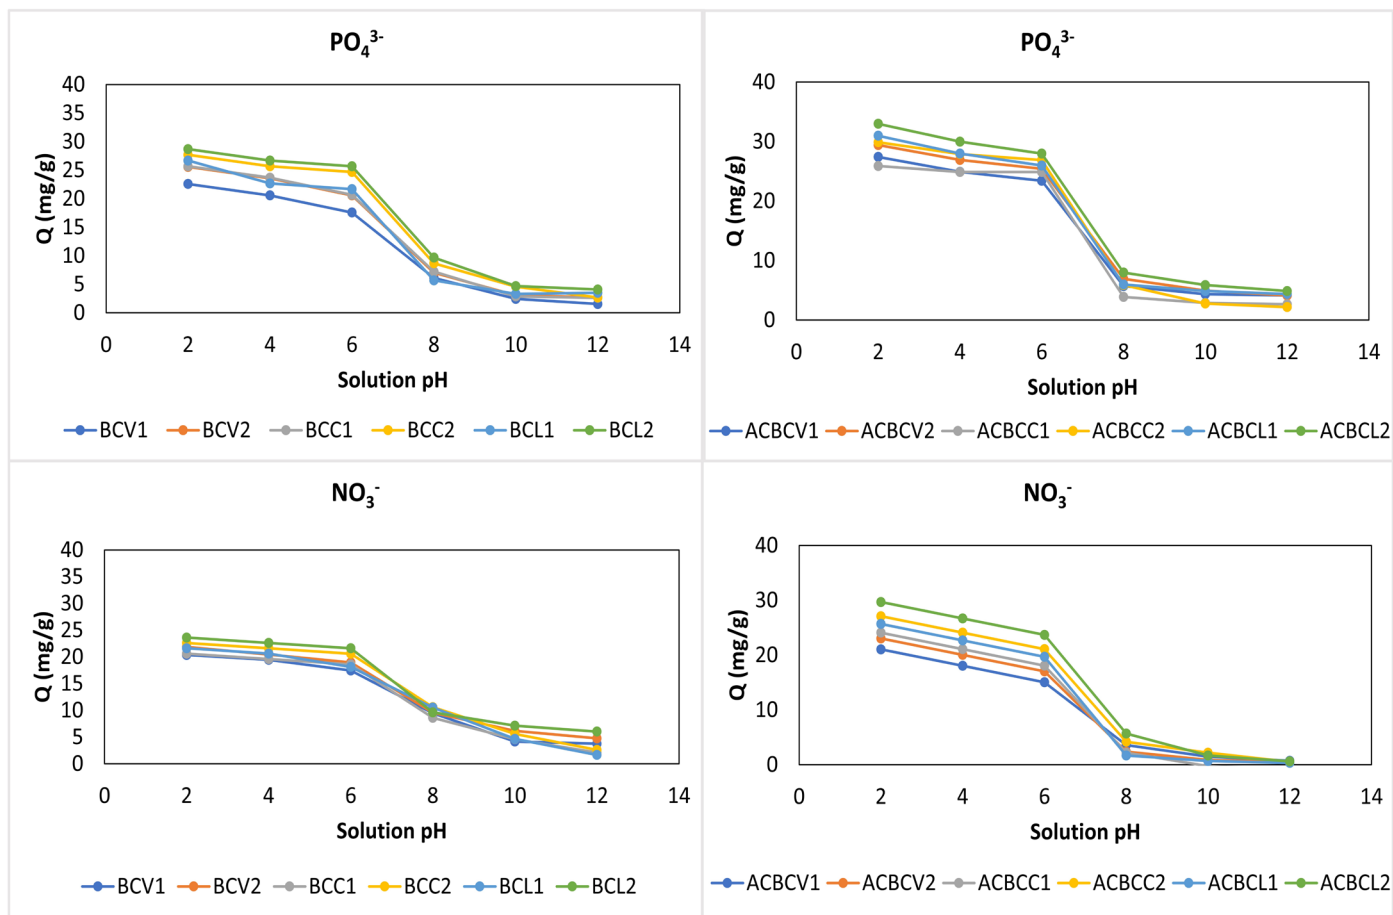 PO₄³⁻
40
35
30
25
20
15
10
5
0
Q (mg/g)
0 2 4 6 8 10 12 14
Solution pH
BCV1 BCV2 BCC1 BCC2 BCL1 BCL2
PO₄³⁻
40
30
20
10
0
Q (mg/g)
0 2 4 6 8 10 12 14
Solution pH
ACBCV1 ACBCV2 ACBCC1 ACBCC2 ACBCL1 ACBCL2
NO₃⁻
40
35
30
25
20
15
10
5
0
Q (mg/g)
0 2 4 6 8 10 12 14
Solution pH
BCV1 BCV2 BCC1 BCC2 BCL1 BCL2
NO₃⁻
40
30
20
10
0
Q (mg/g)
0 2 4 6 8 10 12 14
Solution pH
ACBCV1 ACBCV2 ACBCC1 ACBCC2 ACBCL1 ACBCL2